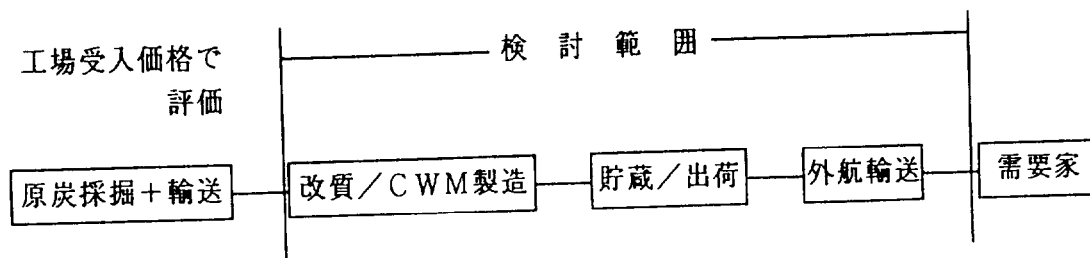 工場受入価格で
評価
検討範囲
原炭採掘＋輸送
改質／CWM製造
貯蔵／出荷
外航輸送
需要家